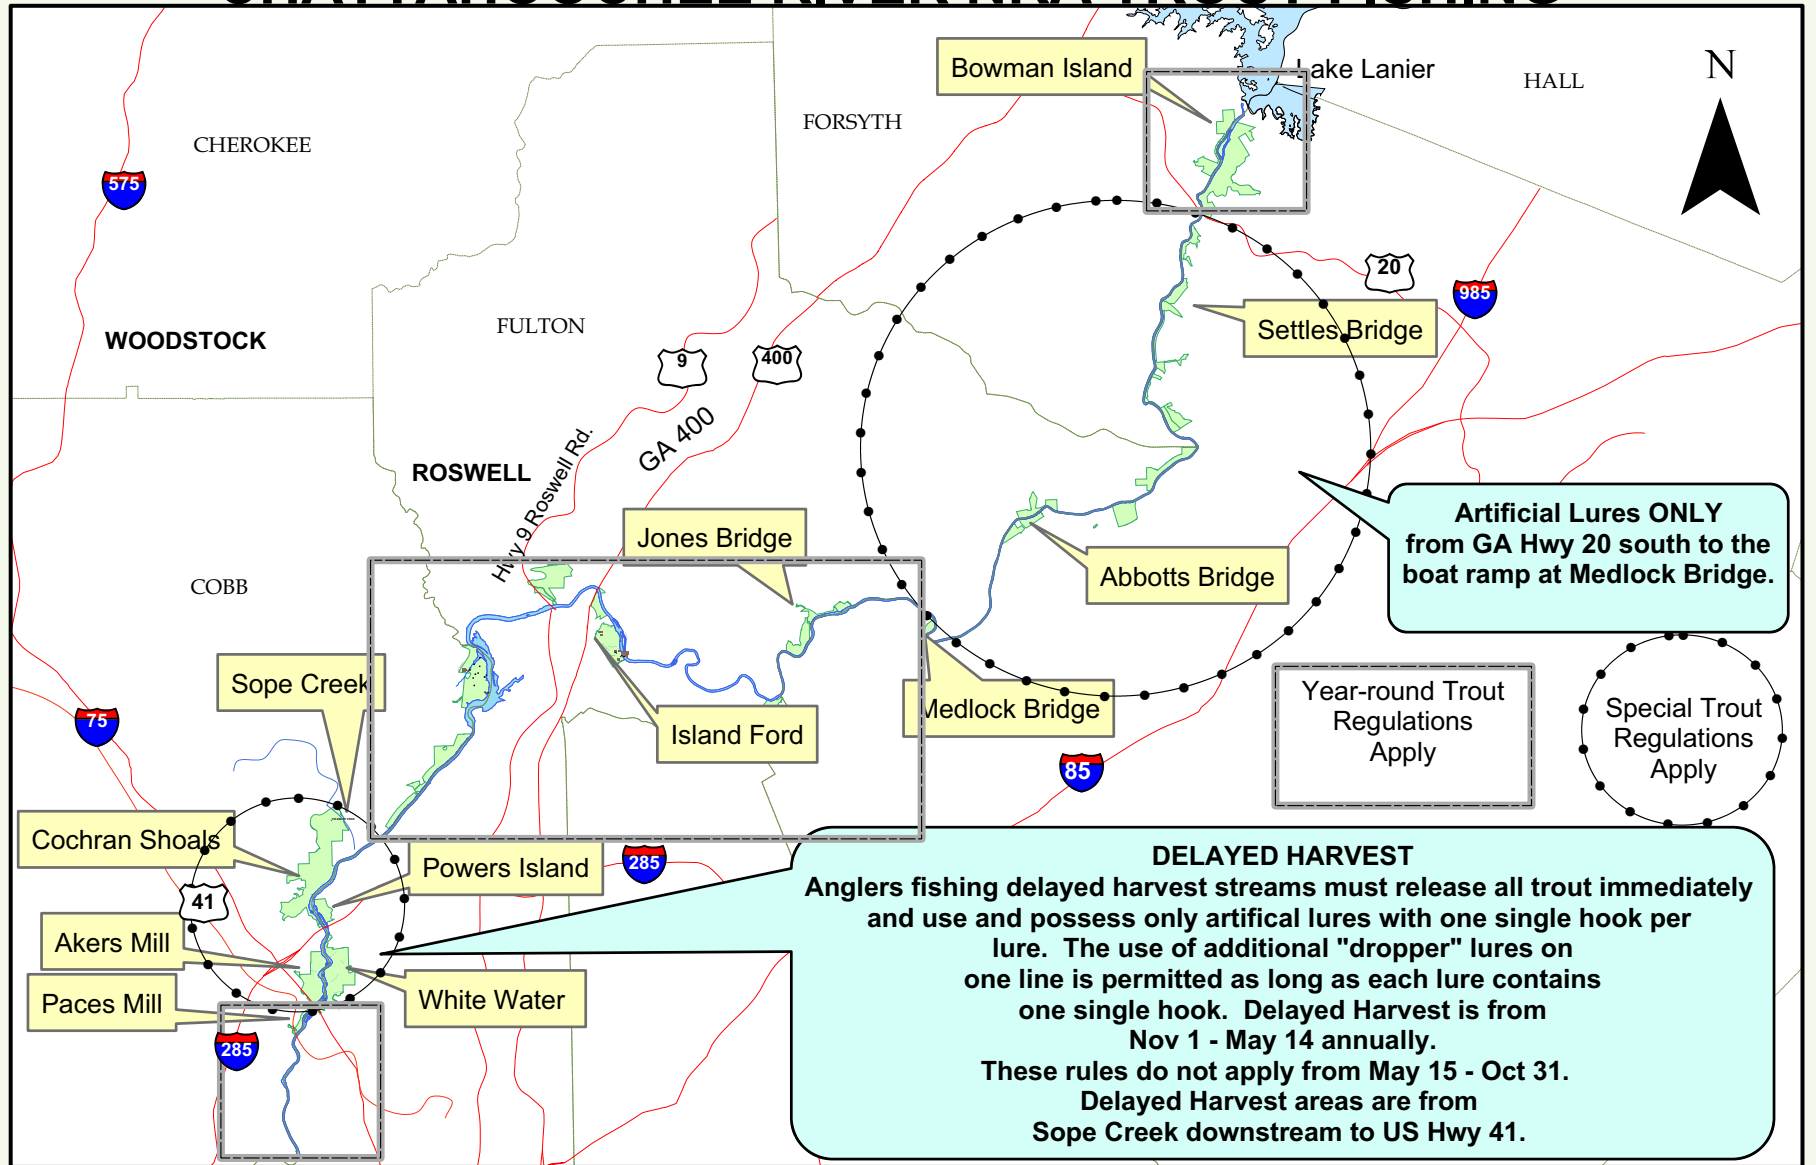 CHATTAHOOCHEE RIVER NRA TROUT FISHING
Bowman Island
Lake Lanier
HALL
N
FORSYTH
CHEROKEE
575
20
985
Settles Bridge
FULTON
WOODSTOCK
9
400
GA 400
Hwy 9 Roswell Rd.
ROSWELL
Artificial Lures ONLY
from GA Hwy 20 south to the
boat ramp at Medlock Bridge.
Jones Bridge
Abbotts Bridge
COBB
Sope Creek
Medlock Bridge
Island Ford
75
85
Year-round Trout
Regulations
Apply
Special Trout
Regulations
Apply
Cochran Shoals
Powers Island
285
41
Akers Mill
White Water
Paces Mill
285
DELAYED HARVEST
Anglers fishing delayed harvest streams must release all trout immediately
and use and possess only artifical lures with one single hook per
lure. The use of additional "dropper" lures on
one line is permitted as long as each lure contains
one single hook. Delayed Harvest is from
Nov 1 - May 14 annually.
These rules do not apply from May 15 - Oct 31.
Delayed Harvest areas are from
Sope Creek downstream to US Hwy 41.